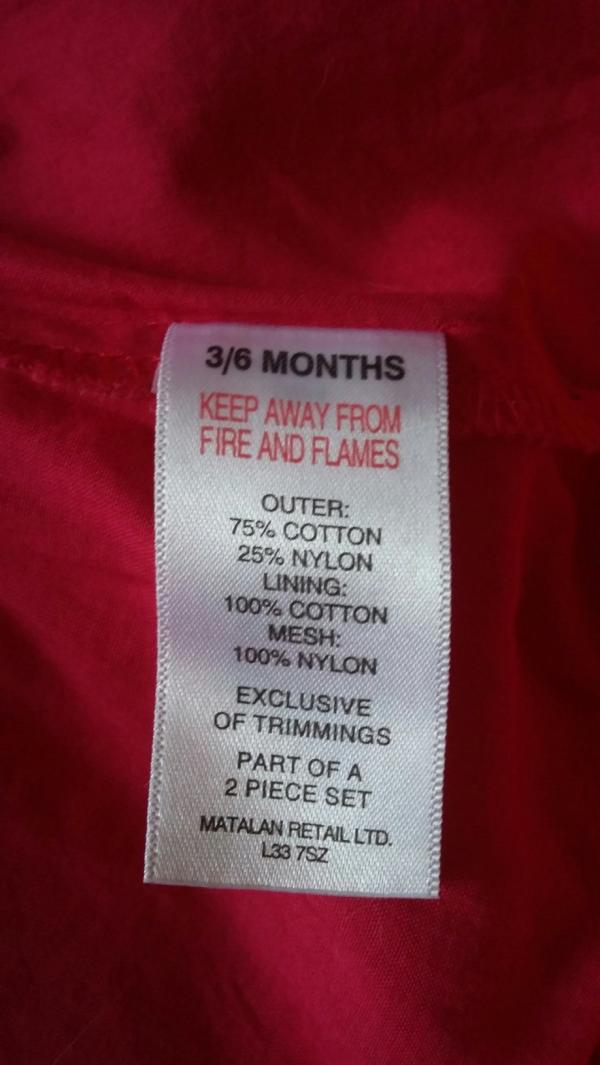 3/6 MONTHS
KEEP AWAY FROM
FIRE AND FLAMES
OUTER:
75% COTTON
25% NYLON
LINING:
100% COTTON
MESH:
100% NYLON
EXCLUSIVE
OF TRIMMINGS
PART OF A
2 PIECE SET
MATALAN RETAIL LTD.
L33 7SZ